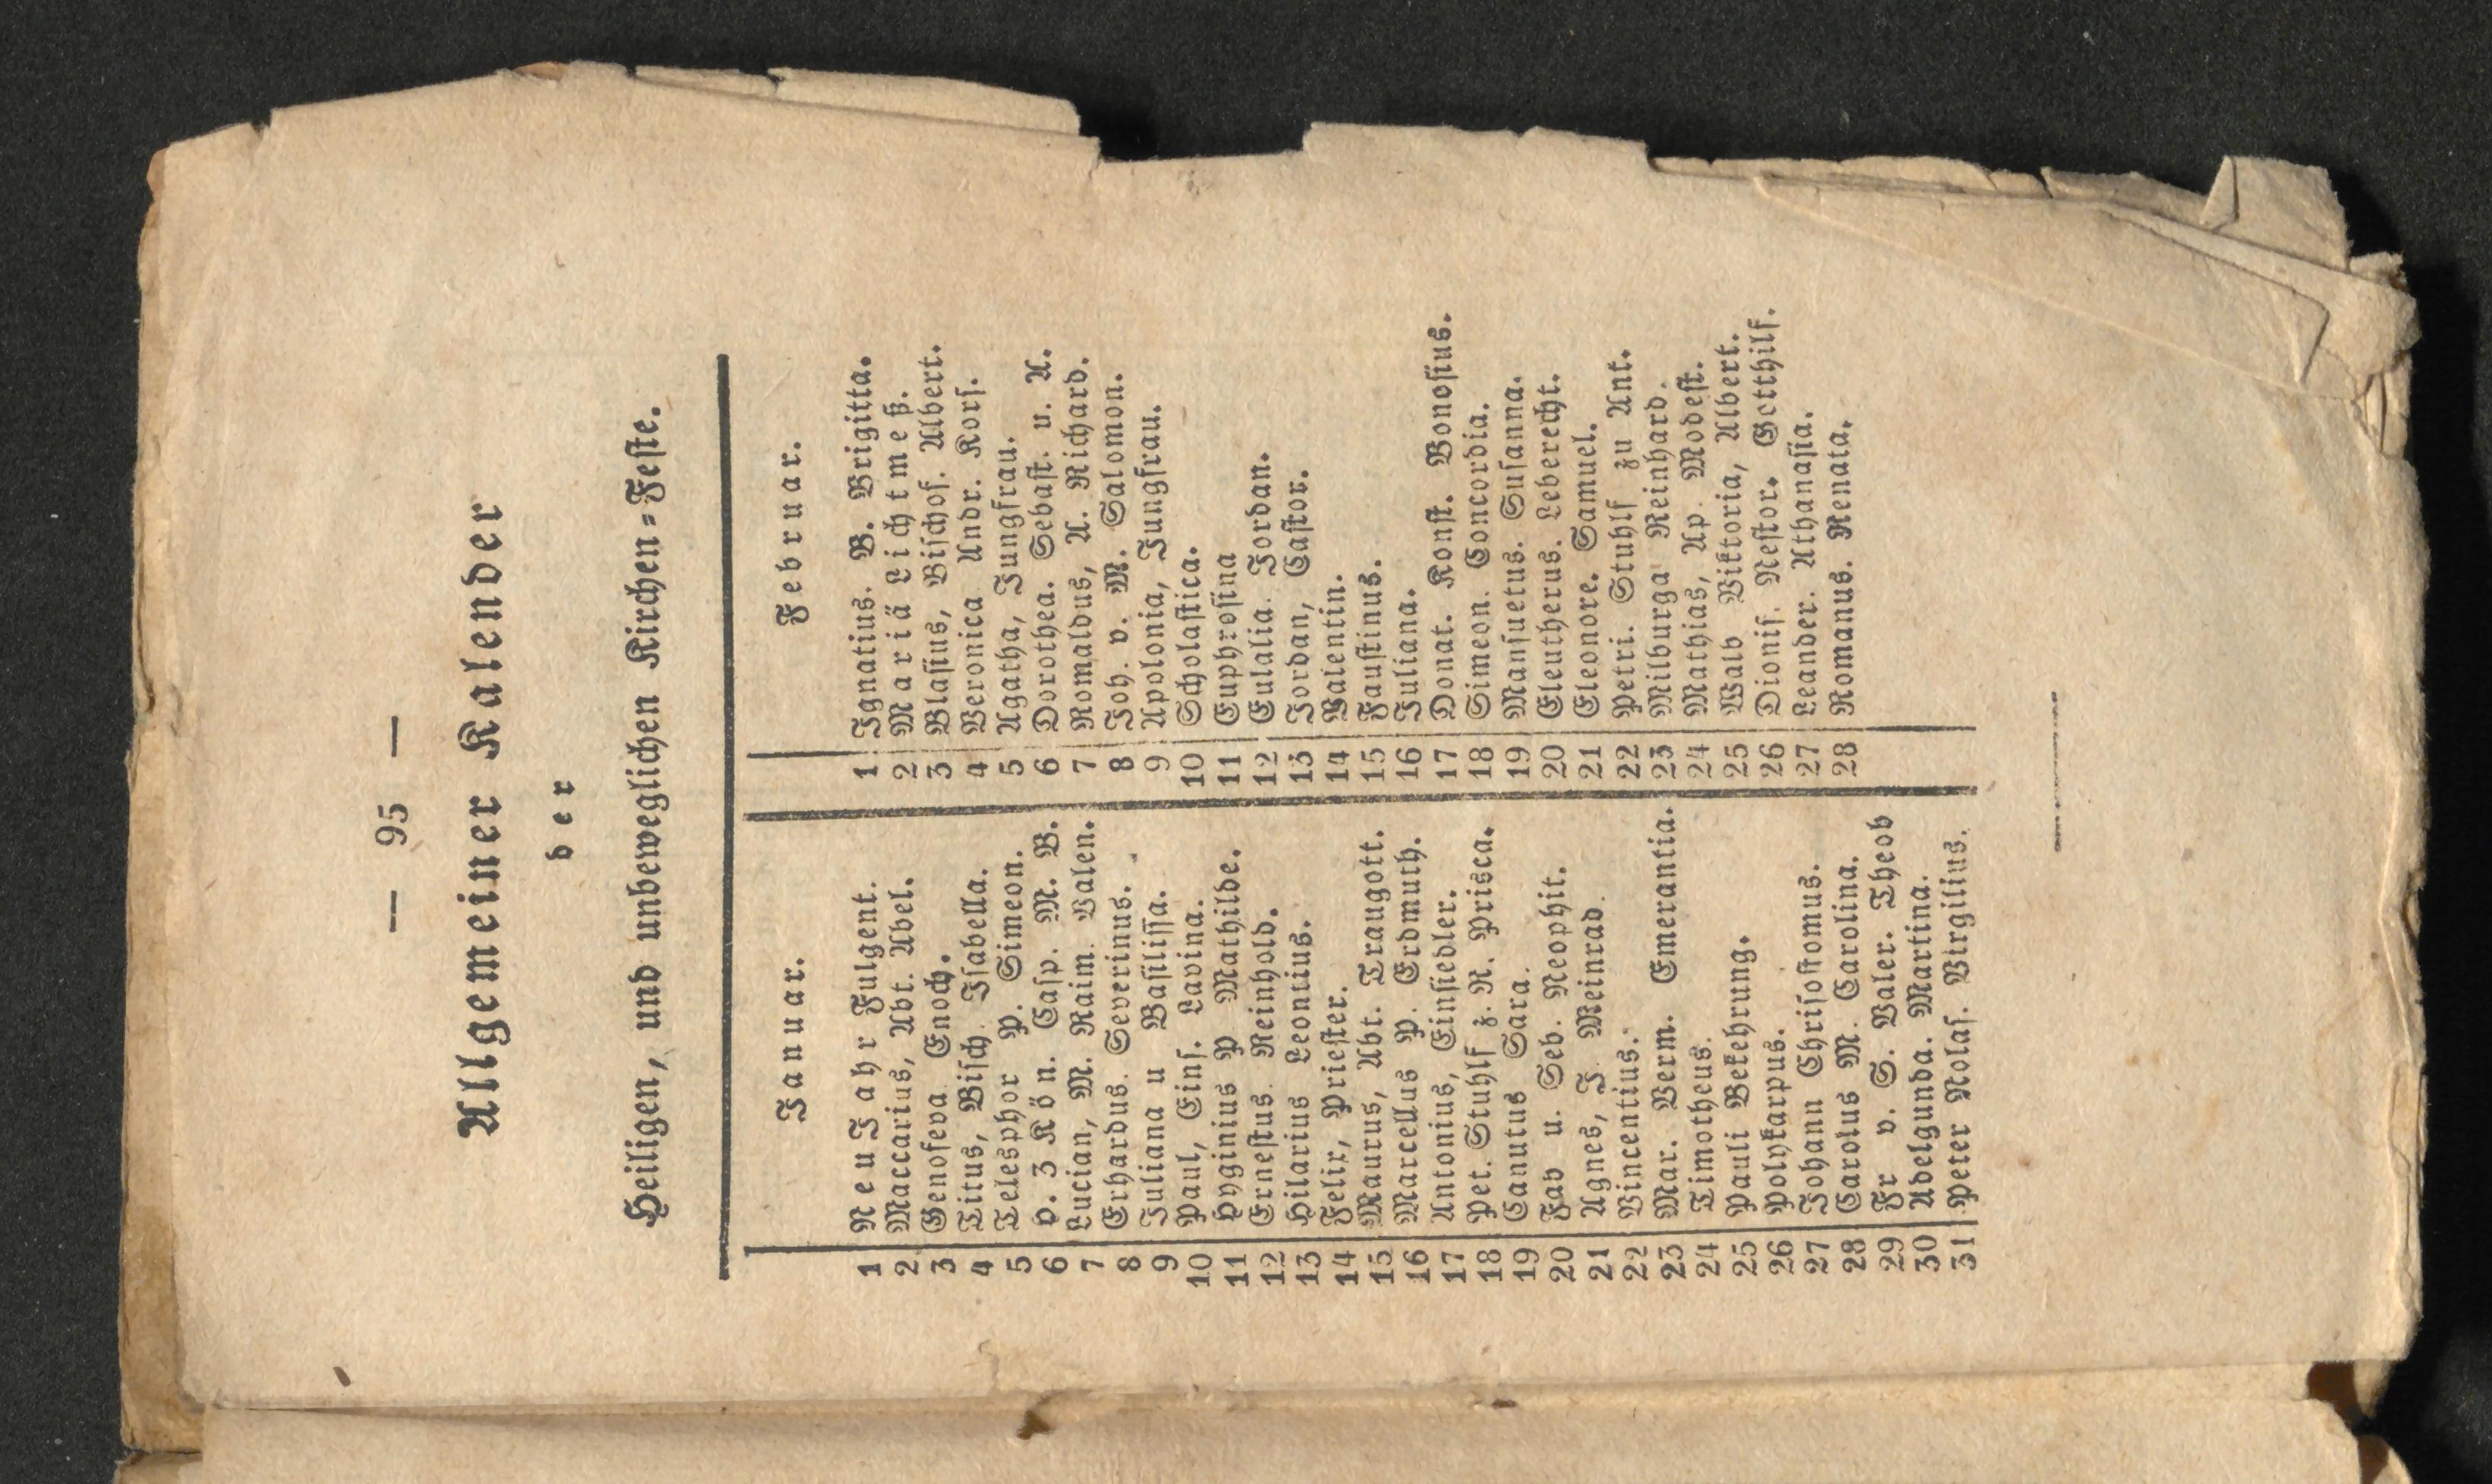 — 95 —
Allgemeiner Kalender
der
Heiligen, und unbeweglichen Kirchen=Feste.
Januar.
1 Neu Jahr Fulgent.
2 Maccarius, Abt. Abel.
3 Genofeva. Enoch.
4 Titus, Bisch. Isabella.
5 Telesphor P. Simeon.
6 H. 3 Kön. Casp. M. B.
7 Lucian, M. Raim. Valen.
8 Erhardus. Severinus.
9 Juliana u Basilissa.
10 Paul, Eins. Lavina.
11 Hyginius P Mathilde.
12 Ernestus. Reinhold.
13 Hilarius Leontius.
14 Felix, Priester.
15 Maurus, Abt. Traugott.
16 Marcellus P. Erdmuth.
17 Antonius, Einsiedler.
18 Pet. Stuhlf z. R. Prisca.
19 Canutus Sara.
20 Fab u. Seb. Neophit.
21 Agnes, J. Meinrad.
22 Vincentius.
23 Mar. Verm. Emerantia.
24 Timotheus.
25 Pauli Bekehrung.
26 Polykarpus.
27 Johann Chrisostomus.
28 Carolus M. Carolina.
29 Fr v. S. Valer. Theob
30 Adelgunda. Martina.
31 Peter Nolas. Virgilius.
Februar.
1 Ignatius. B. Brigitta.
2 Mariä Lichtmeß.
3 Blasius, Bischof. Albert.
4 Veronica Andr. Kors.
5 Agatha, Jungfrau.
6 Dorothea. Sebast. u. A.
7 Romaldus, A. Richard.
8 Joh. v. M. Salomon.
9 Apolonia, Jungfrau.
10 Scholastica.
11 Euphrosina
12 Eulalia. Jordan.
13 Jordan, Castor.
14 Valentin.
15 Faustinus.
16 Juliana.
17 Donat. Konst. Bonosius.
18 Simeon. Concordia.
19 Mansuetus. Susanna.
20 Eleutherus. Leberecht.
21 Eleonore. Samuel.
22 Petri. Stuhlf zu Ant.
23 Milburga Reinhard.
24 Mathias, Ap. Modest.
25 Walb Viktoria, Albert.
26 Dionis. Nestor. Gotthilf.
27 Leander. Athanasia.
28 Romanus. Renata.